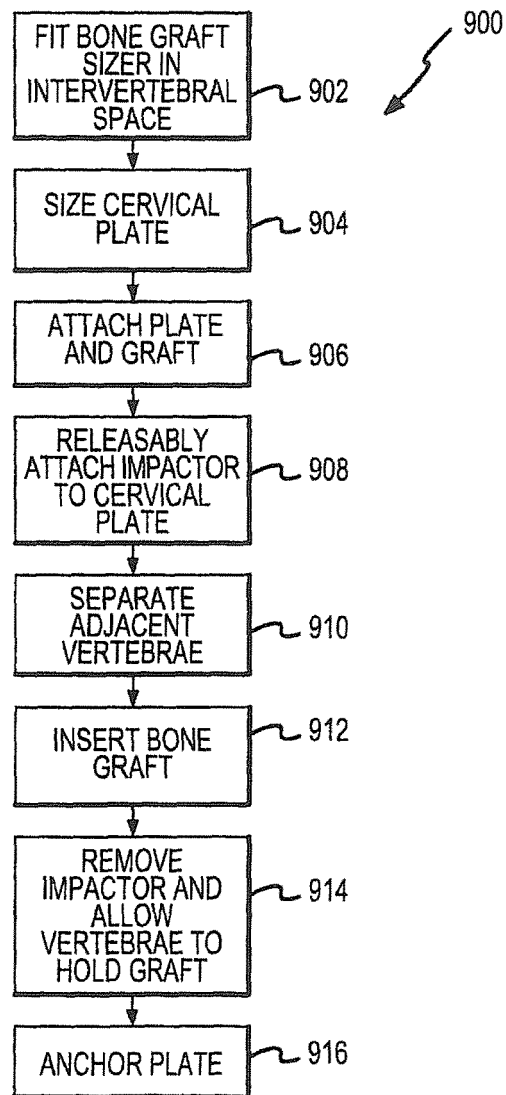 900
FIT BONE GRAFT
SIZER IN
INTERVERTEBRAL
SPACE
902
SIZE CERVICAL
PLATE
904
ATTACH PLATE
AND GRAFT
906
RELEASABLY
ATTACH IMPACTOR
TO CERVICAL
PLATE
908
SEPARATE
ADJACENT
VERTEBRAE
910
INSERT BONE
GRAFT
912
REMOVE
IMPACTOR AND
ALLOW
VERTEBRAE TO
HOLD GRAFT
914
ANCHOR PLATE
916